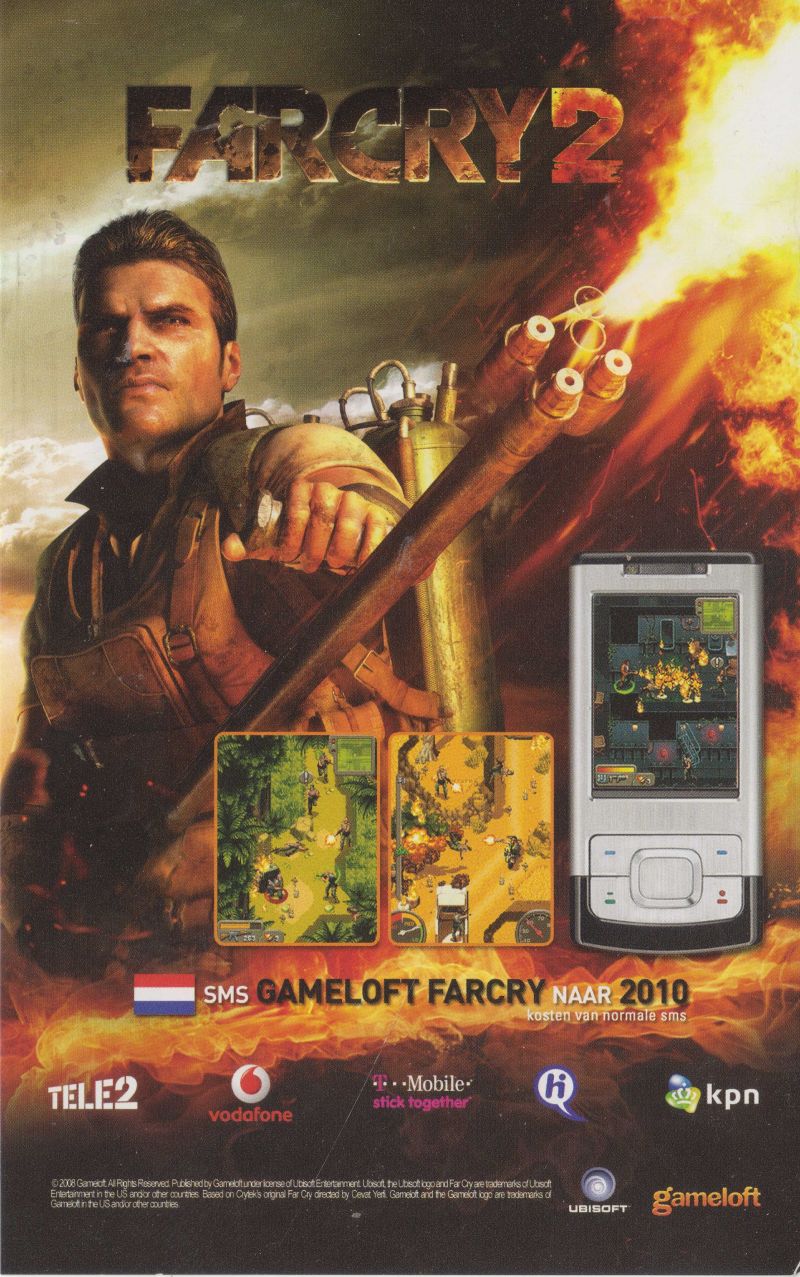 FARCRY 2
SMS GAMELOFT FARCRY NAAR 2010
kosten van normale sms
TELE2
vodafone
T··Mobile·
stick together
hi
kpn
© 2008 Gameloft. All Rights Reserved. Published by Gameloft under license of Ubisoft Entertainment. Ubisoft, the Ubisoft logo and Far Cry are trademarks of Ubisoft
Entertainment in the US and/or other countries. Based on Crytek's original Far Cry directed by Cevat Yerli. Gameloft and the Gameloft logo are trademarks of
Gameloft in the US and/or other countries.
UBISOFT
gameloft